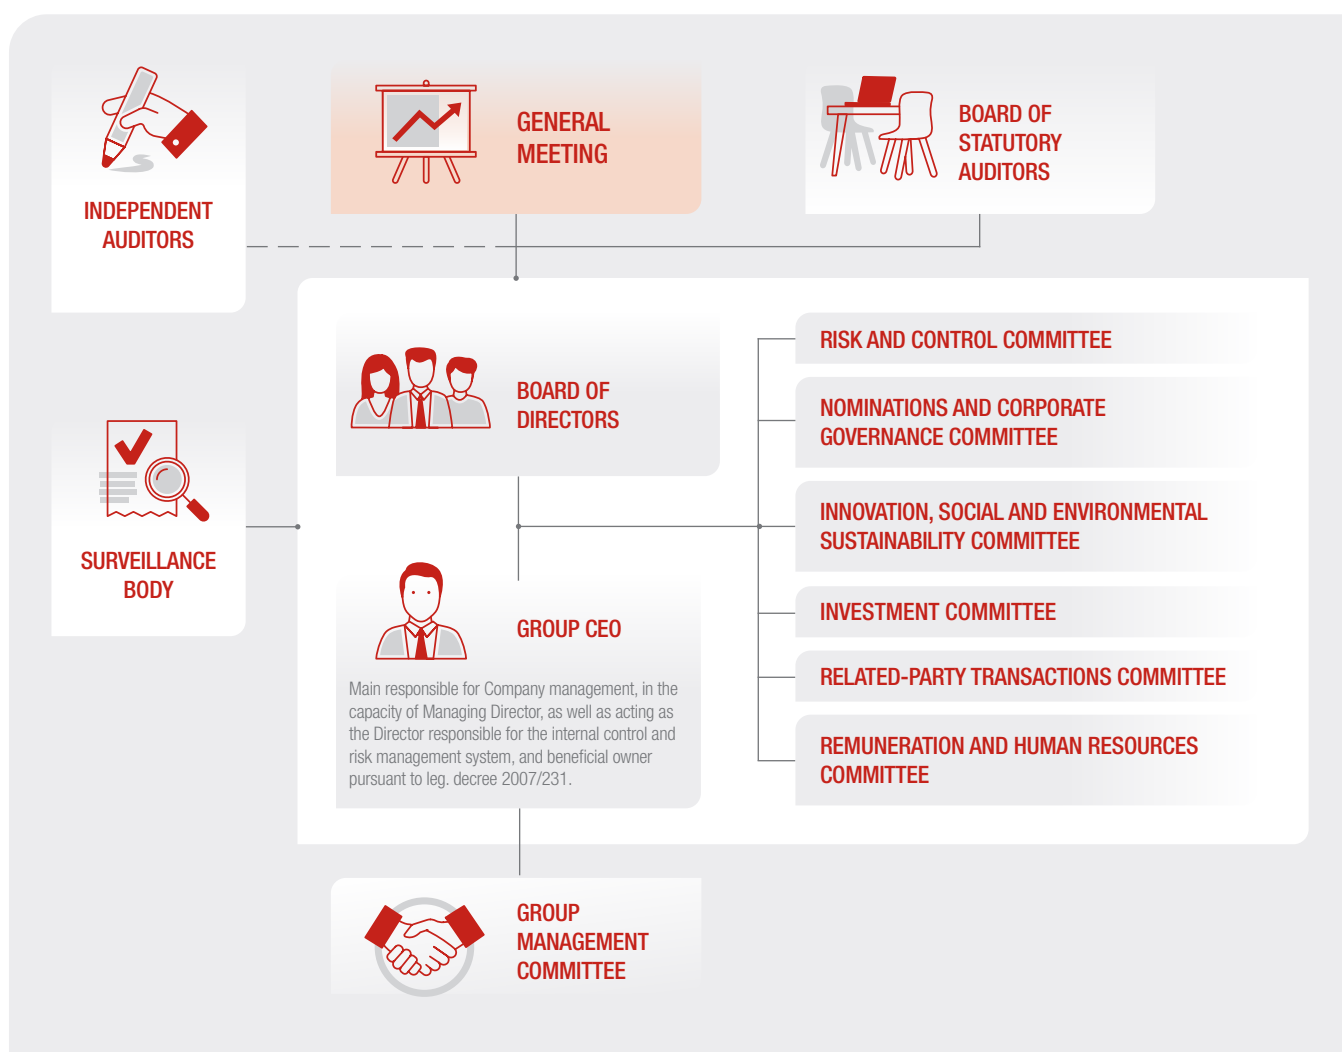 INDEPENDENT
AUDITORS
GENERAL
MEETING
BOARD OF
STATUTORY
AUDITORS
SURVEILLANCE
BODY
BOARD OF
DIRECTORS
GROUP CEO
Main responsible for Company management, in the
capacity of Managing Director, as well as acting as
the Director responsible for the internal control and
risk management system, and beneficial owner
pursuant to leg. decree 2007/231.
RISK AND CONTROL COMMITTEE
NOMINATIONS AND CORPORATE
GOVERNANCE COMMITTEE
INNOVATION, SOCIAL AND ENVIRONMENTAL
SUSTAINABILITY COMMITTEE
INVESTMENT COMMITTEE
RELATED-PARTY TRANSACTIONS COMMITTEE
REMUNERATION AND HUMAN RESOURCES
COMMITTEE
GROUP
MANAGEMENT
COMMITTEE